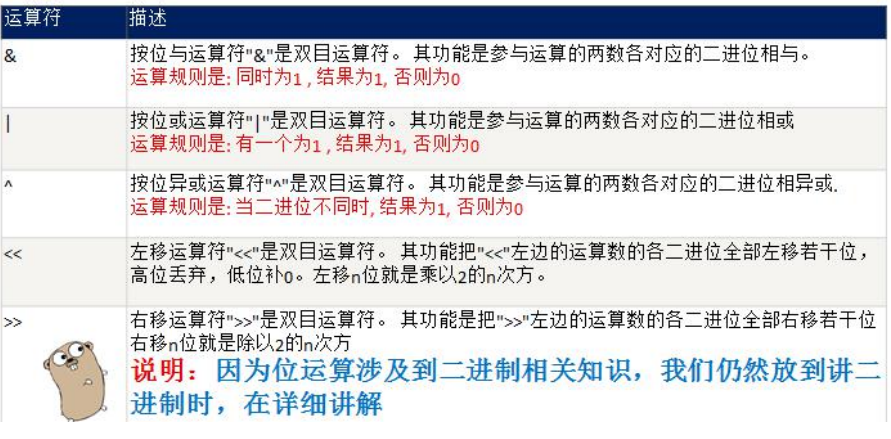 运算符 描述
& 按位与运算符"&"是双目运算符。 其功能是参与运算的两数各对应的二进位相与。
运算规则是: 同时为1 , 结果为1, 否则为0
| 按位或运算符"|"是双目运算符。 其功能是参与运算的两数各对应的二进位相或
运算规则是: 有一个为1 , 结果为1, 否则为0
^ 按位异或运算符"^"是双目运算符。 其功能是参与运算的两数各对应的二进位相异或.
运算规则是: 当二进位不同时, 结果为1, 否则为0
<< 左移运算符"<<"是双目运算符。 其功能把"<<"左边的运算数的各二进位全部左移若干位，
高位丢弃，低位补0。左移n位就是乘以2的n次方。
>> 右移运算符">>"是双目运算符。 其功能是把">>"左边的运算数的各二进位全部右移若干位
右移n位就是除以2的n次方
说明：因为位运算涉及到二进制相关知识，我们仍然放到讲二
进制时，在详细讲解